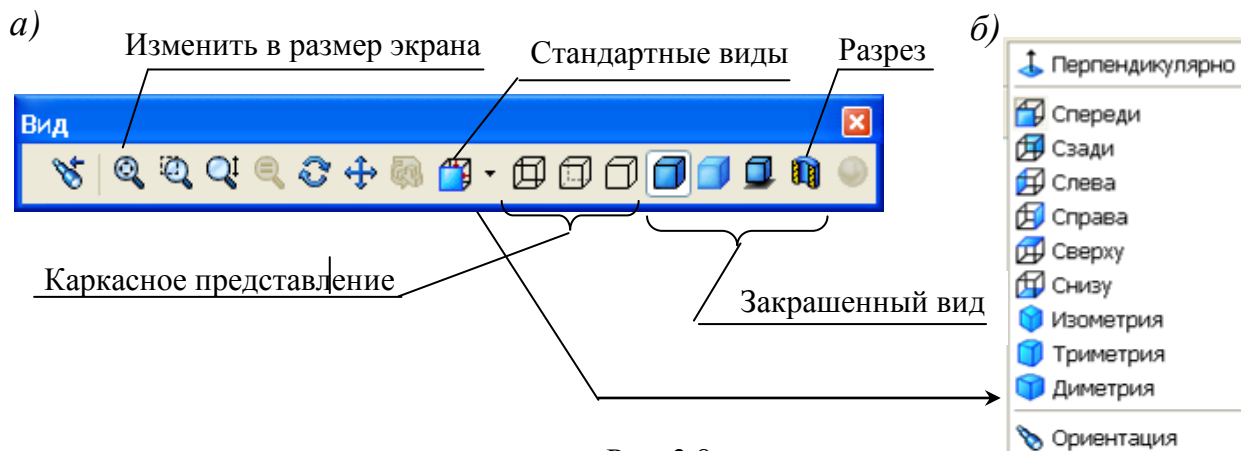 а)
Изменить в размер экрана
Стандартные виды
Разрез
Вид
Каркасное представление
Закрашенный вид
б)
Перпендикулярно
Спереди
Сзади
Слева
Справа
Сверху
Снизу
Изометрия
Триметрия
Диметрия
Ориентация